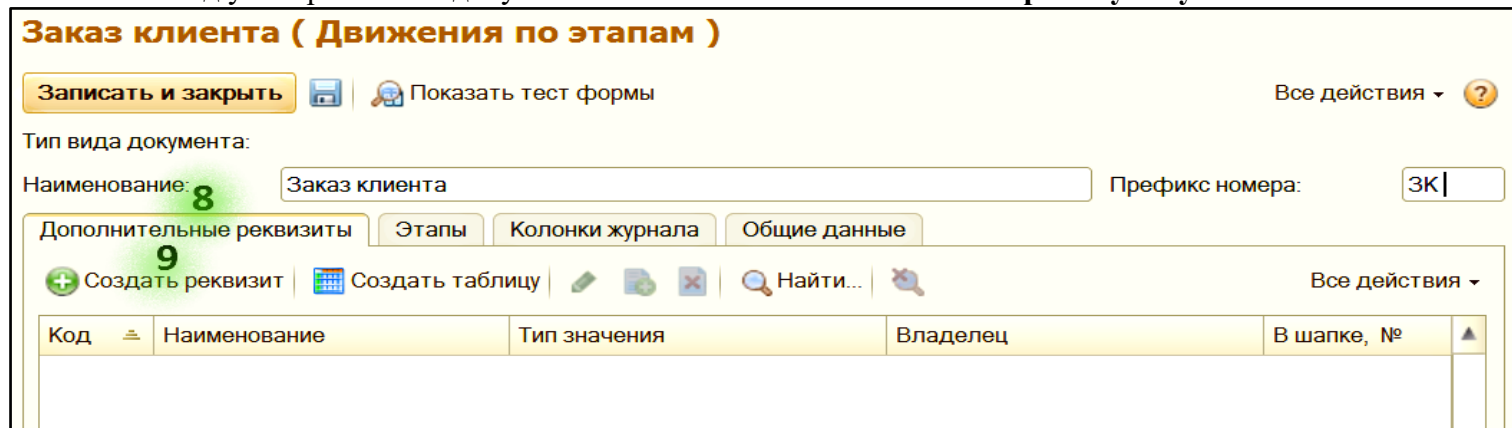 Заказ клиента ( Движения по этапам )
Записать и закрыть Показать тест формы Все действия ?
Тип вида документа:
Наименование: Заказ клиента Префикс номера: ЗК
8
Дополнительные реквизиты Этапы Колонки журнала Общие данные
9
Создать реквизит Создать таблицу Найти... Все действия
Код Наименование Тип значения Владелец В шапке, №